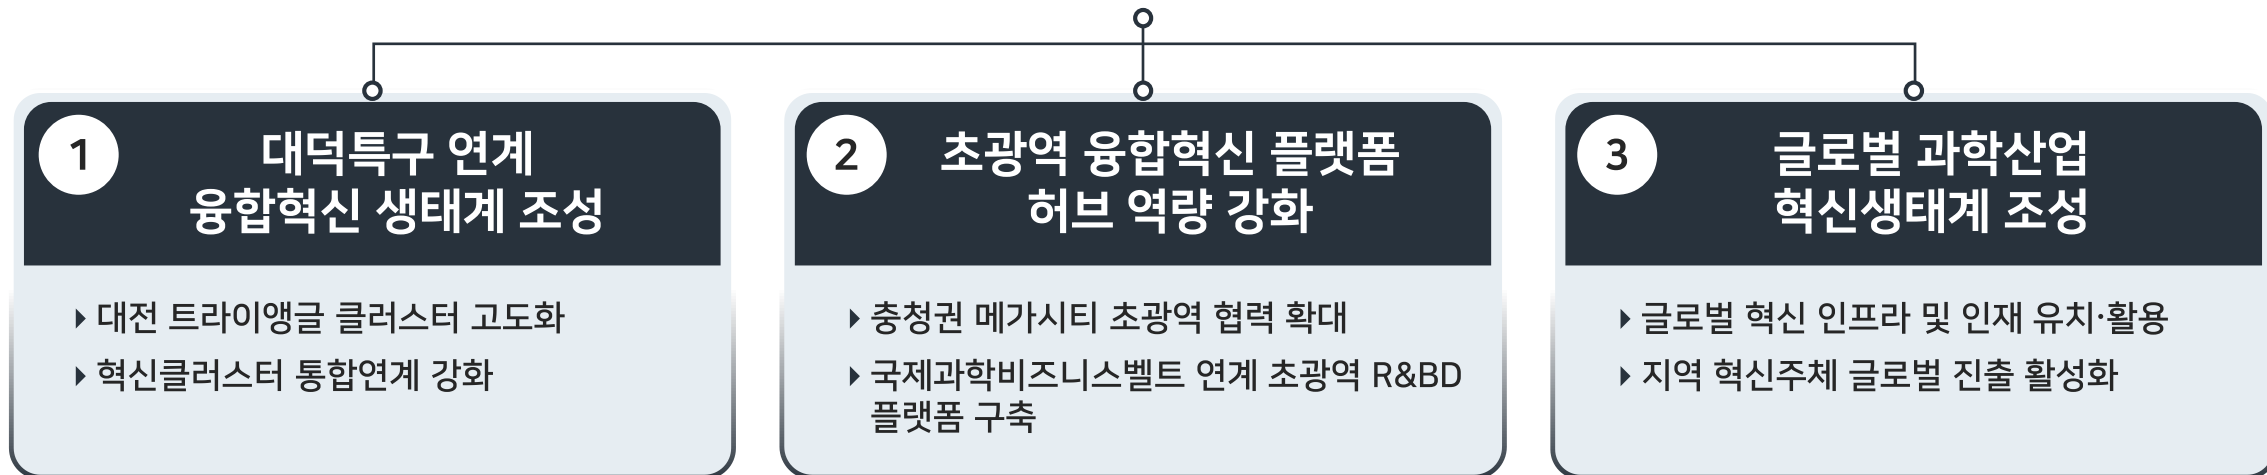 1
대덕특구 연계
융합혁신 생태계 조성
대전 트라이앵글 클러스터 고도화
혁신클러스터 통합연계 강화
2
초광역 융합혁신 플랫폼
허브 역량 강화
충청권 메가시티 초광역 협력 확대
국제과학비즈니스벨트 연계 초광역 R&BD
플랫폼 구축
3
글로벌 과학산업
혁신생태계 조성
글로벌 혁신 인프라 및 인재 유치·활용
지역 혁신주체 글로벌 진출 활성화